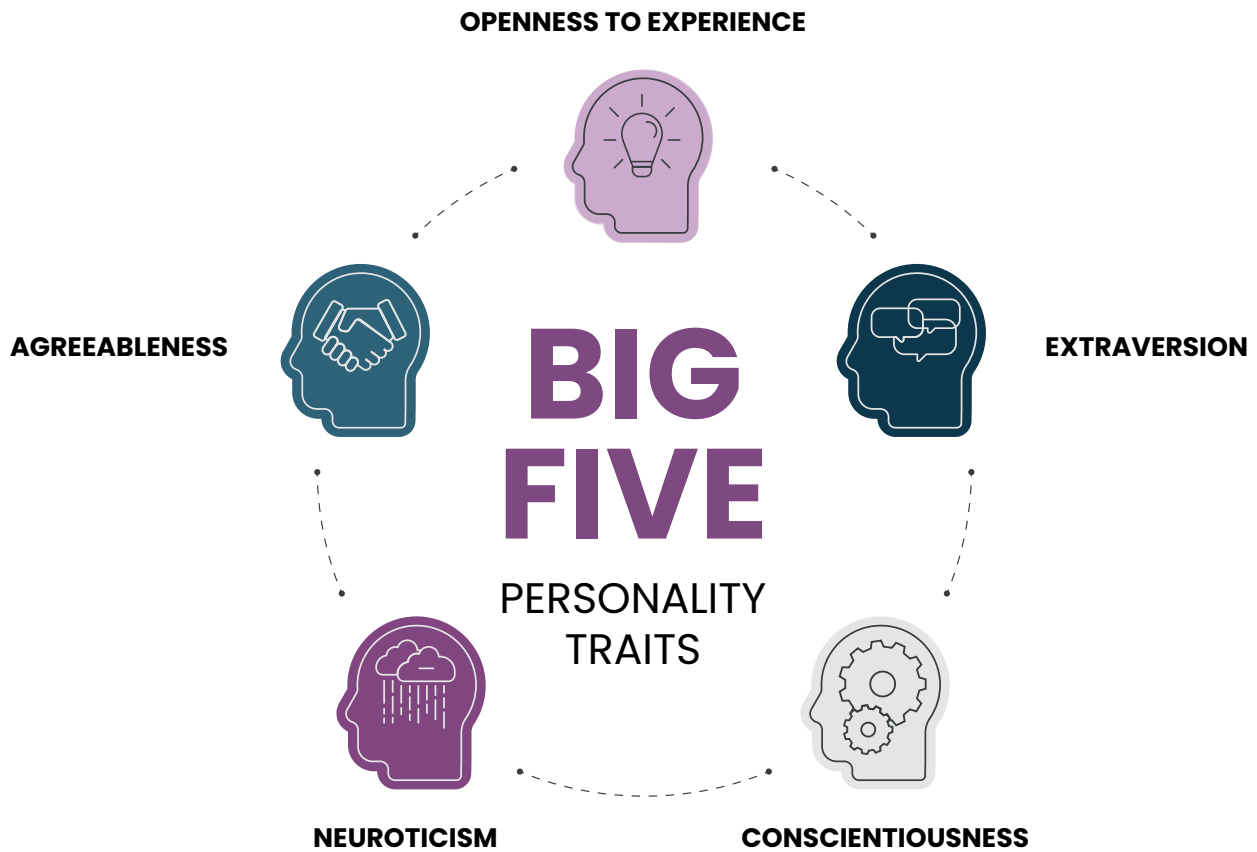 OPENNESS TO EXPERIENCE
AGREEABLENESS
EXTRAVERSION
BIG
FIVE
PERSONALITY
TRAITS
NEUROTICISM
CONSCIENTIOUSNESS